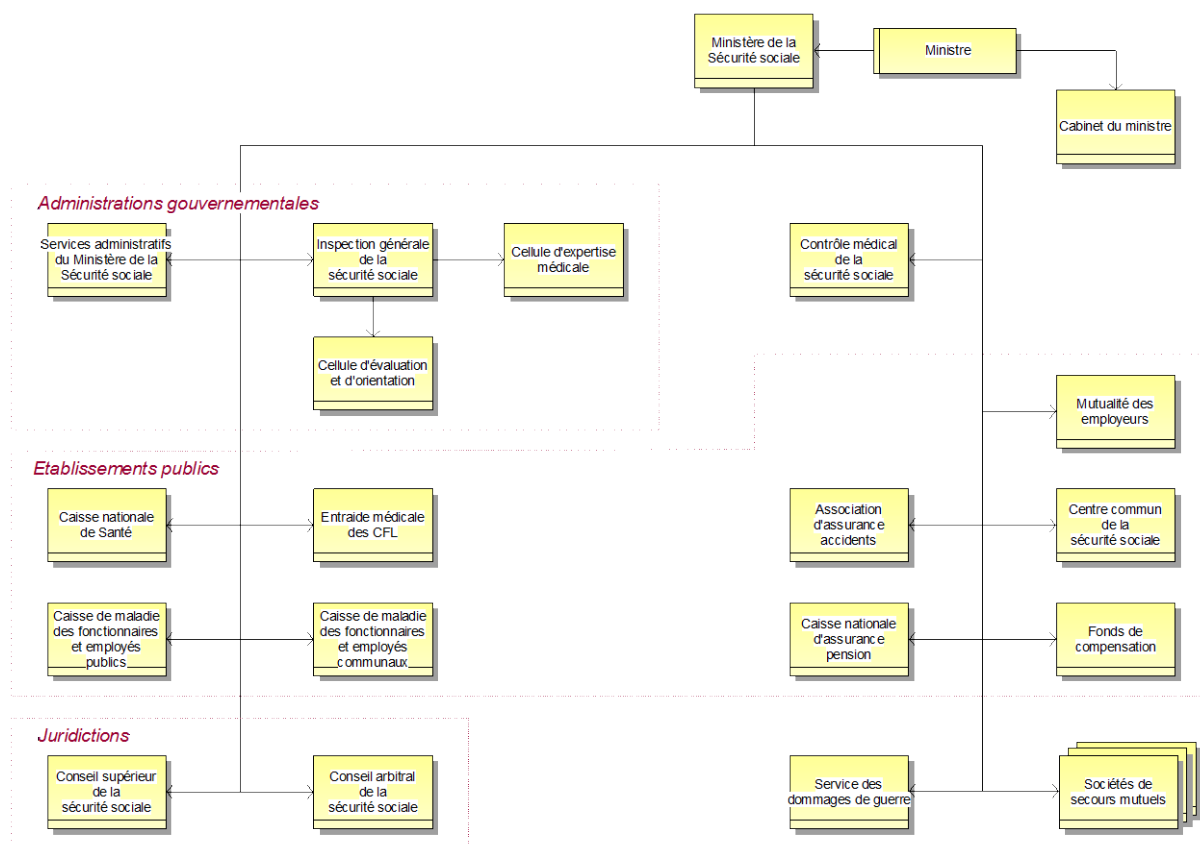 Ministère de la
Sécurité sociale
Ministre
Cabinet du ministre
Administrations gouvernementales
Services administratifs
du Ministère de la
Sécurité sociale
Inspection générale
de la
sécurité sociale
Cellule d'expertise
médicale
Contrôle médical
de la
sécurité sociale
Cellule d'évaluation
et d'orientation
Mutualité des
employeurs
Etablissements publics
Caisse nationale
de Santé
Entraide médicale
des CFL
Association
d'assurance
accidents
Centre commun
de la
sécurité sociale
Caisse de maladie
des fonctionnaires
et employés
publics
Caisse de maladie
des fonctionnaires
et employés
communaux
Caisse nationale
d'assurance
pension
Fonds de
compensation
Juridictions
Conseil supérieur
de la
sécurité sociale
Conseil arbitral
de la
sécurité sociale
Service des
dommages de guerre
Sociétés de
secours mutuels